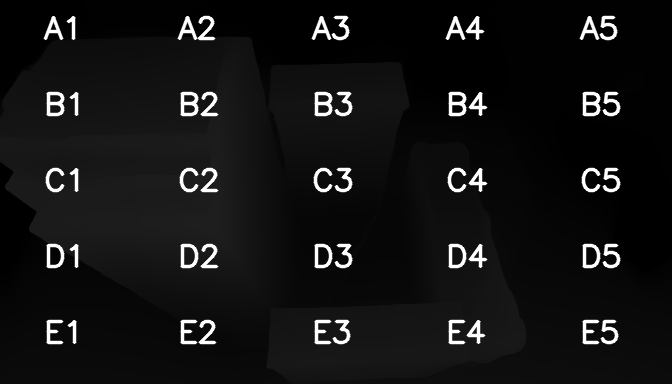 A1 A2 A3 A4 A5
B1 B2 B3 B4 B5
C1 C2 C3 C4 C5
D1 D2 D3 D4 D5
E1 E2 E3 E4 E5